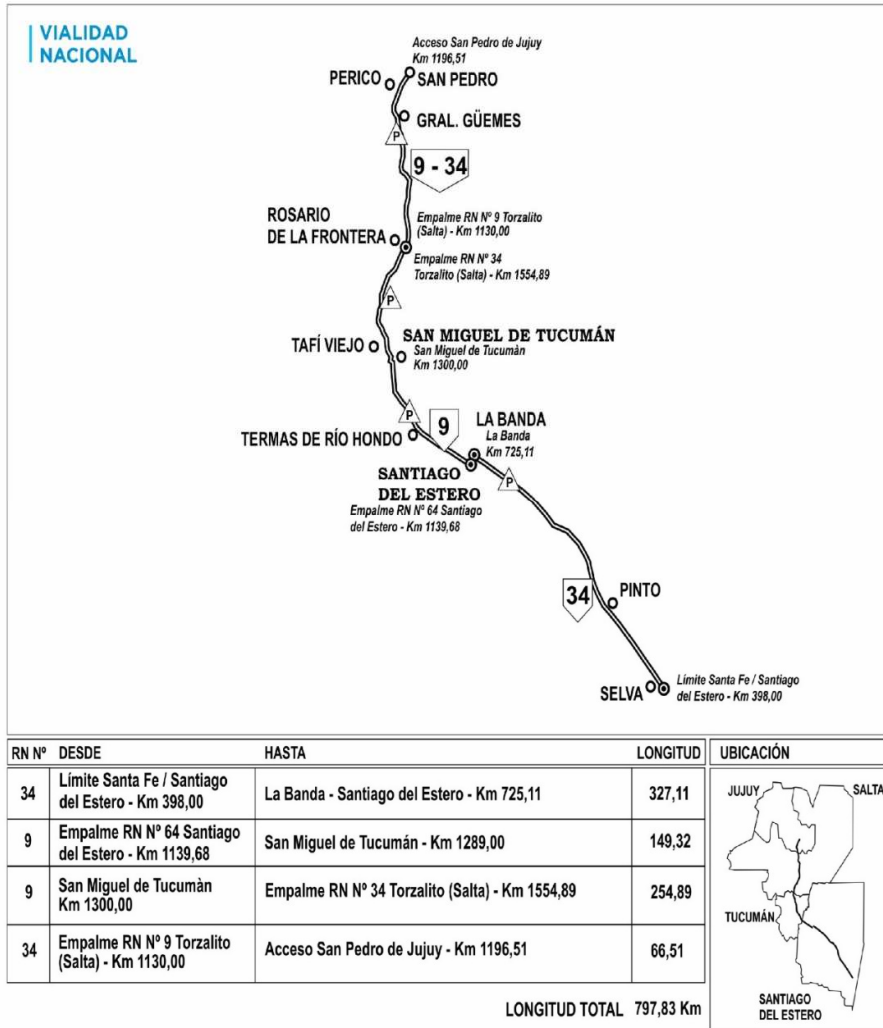 VIALIDAD
NACIONAL
Acceso San Pedro de Jujuy
Km 1196,51
PERICO
SAN PEDRO
GRAL. GÜEMES
P
9 - 34
ROSARIO
DE LA FRONTERA
Empalme RN Nº 9 Torzalito
(Salta) - Km 1130,00
Empalme RN Nº 34
Torzalito (Salta) - Km 1554,89
P
TAFÍ VIEJO
SAN MIGUEL DE TUCUMÁN
San Miguel de Tucumàn
Km 1300,00
P
9
TERMAS DE RÍO HONDO
LA BANDA
La Banda
Km 725,11
SANTIAGO
DEL ESTERO
Empalme RN Nº 64 Santiago
del Estero - Km 1139,68
P
34
PINTO
SELVA
Límite Santa Fe / Santiago
del Estero - Km 398,00
RN Nº DESDE HASTA LONGITUD
34 Límite Santa Fe / Santiago del Estero - Km 398,00 La Banda - Santiago del Estero - Km 725,11 327,11
9 Empalme RN Nº 64 Santiago del Estero - Km 1139,68 San Miguel de Tucumán - Km 1289,00 149,32
9 San Miguel de Tucumàn Km 1300,00 Empalme RN Nº 34 Torzalito (Salta) - Km 1554,89 254,89
34 Empalme RN Nº 9 Torzalito (Salta) - Km 1130,00 Acceso San Pedro de Jujuy - Km 1196,51 66,51
LONGITUD TOTAL 797,83 Km
UBICACIÓN
JUJUY
SALTA
TUCUMÁN
SANTIAGO
DEL ESTERO